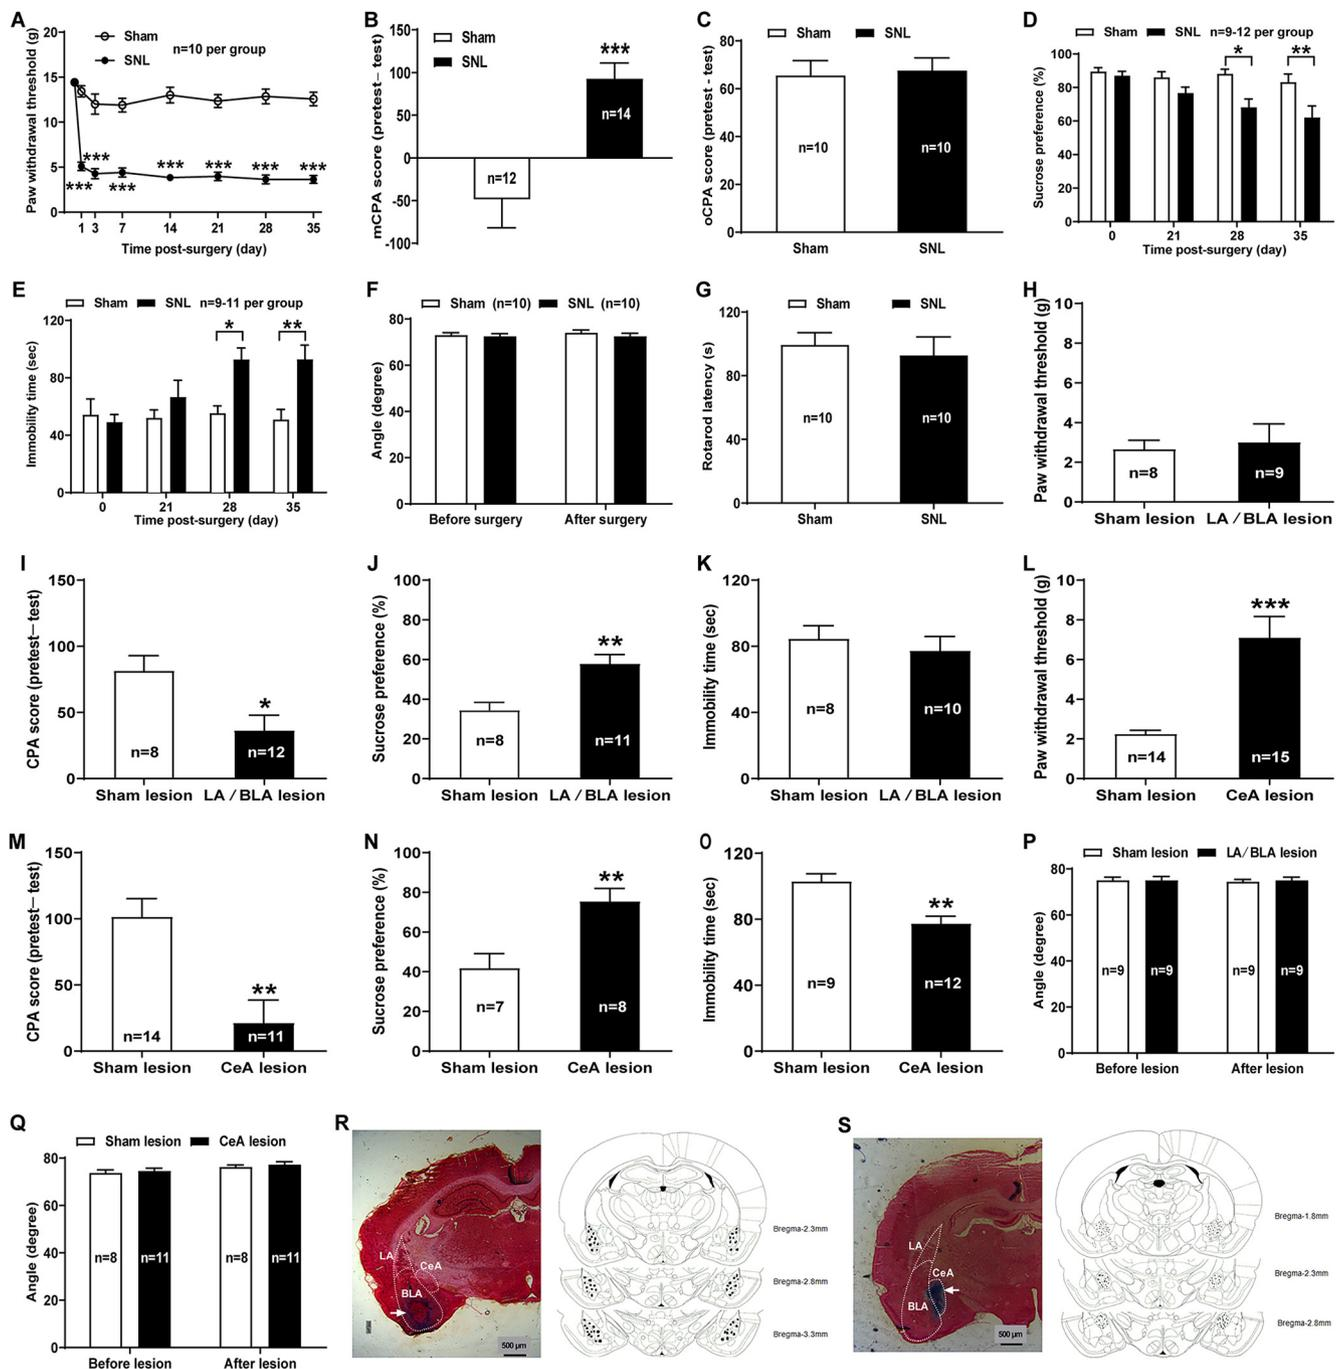 A
Paw withdrawal threshold (g)
20
15
10
5
0
Sham
SNL
n=10 per group
***
***
***
***
***
***
***
1 3 7 14 21 28 35
Time post-surgery (day)
B
mCPA score (pretest– test)
150
100
50
0
-50
-100
Sham
SNL
***
n=14
n=12
C
oCPA score (pretest - test)
80
60
40
20
0
Sham SNL
n=10 n=10
Sham SNL
D
Sucrose preference (%)
100
80
60
40
20
0
Sham SNL n=9-12 per group
* **
0 21 28 35
Time post-surgery (day)
E
Immobility time (sec)
120
80
40
0
Sham SNL n=9-11 per group
* **
0 21 28 35
Time post-surgery (day)
F
Angle (degree)
80
60
40
20
0
Sham (n=10) SNL (n=10)
Before surgery After surgery
G
Rotarod latency (s)
120
80
40
0
Sham SNL
n=10 n=10
Sham SNL
H
Paw withdrawal threshold (g)
10
8
6
4
2
0
n=8 n=9
Sham lesion LA / BLA lesion
I
CPA score (pretest– test)
150
100
50
0
*
n=8 n=12
Sham lesion LA / BLA lesion
J
Sucrose preference (%)
100
80
60
40
20
0
**
n=8 n=11
Sham lesion LA / BLA lesion
K
Immobility time (sec)
120
80
40
0
n=8 n=10
Sham lesion LA / BLA lesion
L
Paw withdrawal threshold (g)
10
8
6
4
2
0
***
n=14 n=15
Sham lesion CeA lesion
M
CPA score (pretest– test)
150
100
50
0
**
n=14 n=11
Sham lesion CeA lesion
N
Sucrose preference (%)
100
80
60
40
20
0
**
n=7 n=8
Sham lesion CeA lesion
O
Immobility time (sec)
120
80
40
0
**
n=9 n=12
Sham lesion CeA lesion
P
Angle (degree)
80
60
40
20
0
Sham lesion LA/BLA lesion
n=9 n=9 n=9 n=9
Before lesion After lesion
Q
Angle (degree)
80
60
40
20
0
Sham lesion CeA lesion
n=8 n=11 n=8 n=11
Before lesion After lesion
R
LA
CeA
BLA
500 µm
Bregma-2.3mm
Bregma-2.8mm
Bregma-3.3mm
S
LA
CeA
BLA
500 µm
Bregma-1.8mm
Bregma-2.3mm
Bregma-2.8mm